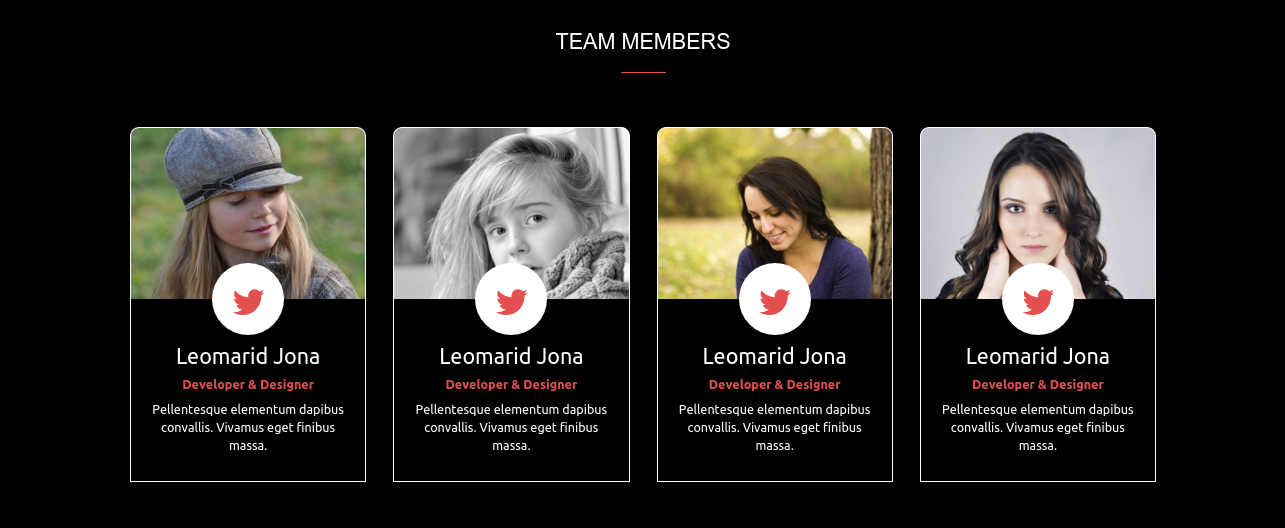 TEAM MEMBERS
Leomarid Jona
Developer & Designer
Pellentesque elementum dapibus
convallis. Vivamus eget finibus
massa.
Leomarid Jona
Developer & Designer
Pellentesque elementum dapibus
convallis. Vivamus eget finibus
massa.
Leomarid Jona
Developer & Designer
Pellentesque elementum dapibus
convallis. Vivamus eget finibus
massa.
Leomarid Jona
Developer & Designer
Pellentesque elementum dapibus
convallis. Vivamus eget finibus
massa.